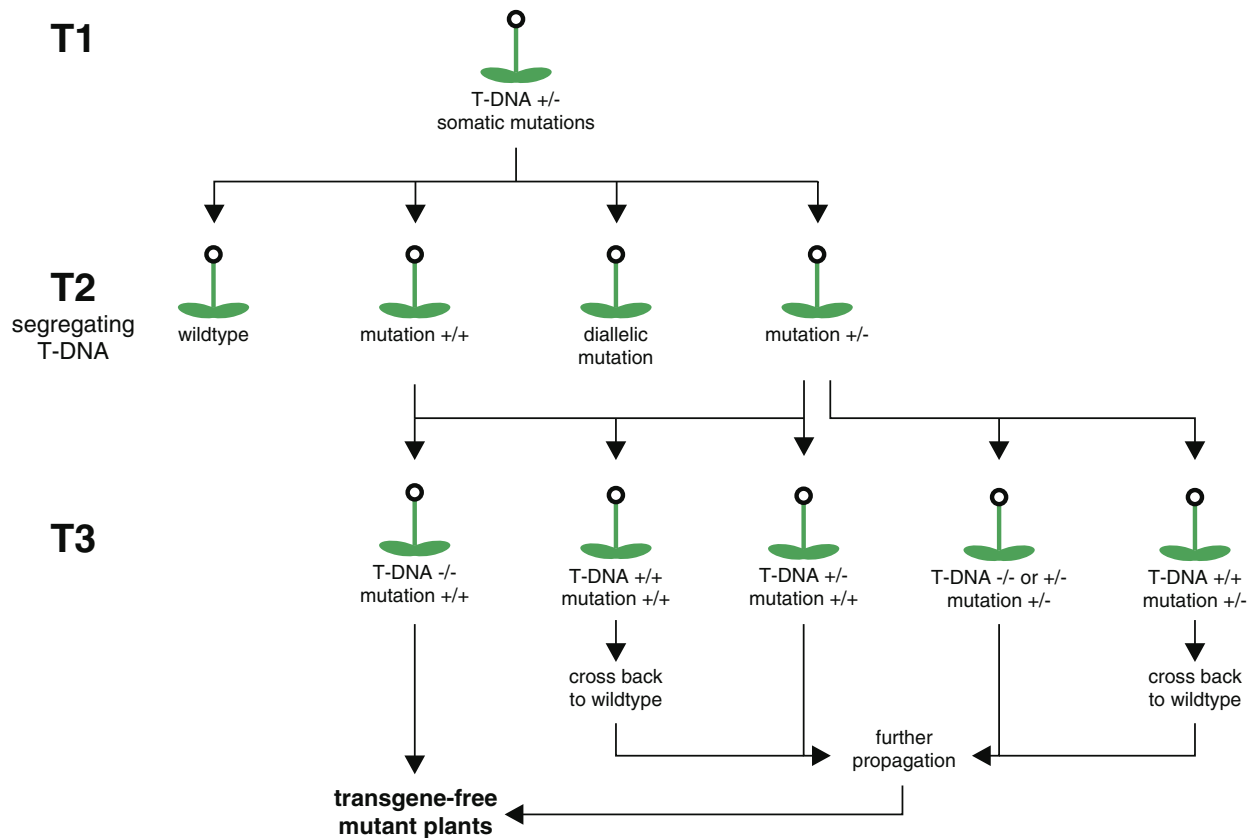 T1
T-DNA +/-
somatic mutations
T2
segregating
T-DNA
wildtype
mutation +/+
diallelic
mutation
mutation +/-
T3
T-DNA -/-
mutation +/+
T-DNA +/+
mutation +/+
T-DNA +/-
mutation +/+
T-DNA -/- or +/-
mutation +/-
T-DNA +/+
mutation +/-
cross back
to wildtype
cross back
to wildtype
further
propagation
transgene-free
mutant plants